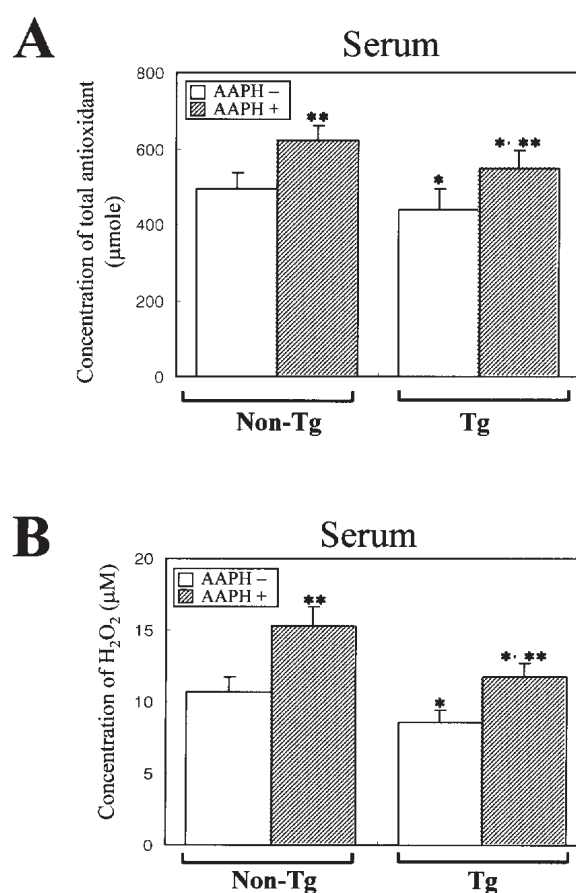 A
Serum
Concentration of total antioxidant
(μmole)
800
600
400
200
0
AAPH −
AAPH +
**
*
*, **
Non-Tg
Tg
B
Serum
Concentration of H₂O₂ (μM)
20
15
10
5
0
AAPH −
AAPH +
**
*
*, **
Non-Tg
Tg